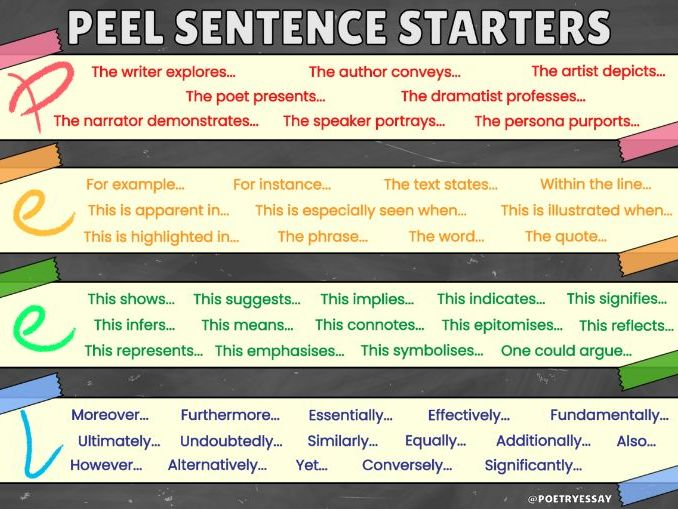 PEEL SENTENCE STARTERS
P
The writer explores... The author conveys... The artist depicts...
The poet presents... The dramatist professes...
The narrator demonstrates... The speaker portrays... The persona purports...
e
For example... For instance... The text states... Within the line...
This is apparent in... This is especially seen when... This is illustrated when...
This is highlighted in... The phrase... The word... The quote...
e
This shows... This suggests... This implies... This indicates... This signifies...
This infers... This means... This connotes... This epitomises... This reflects...
This represents... This emphasises... This symbolises... One could argue...
L
Moreover... Furthermore... Essentially... Effectively... Fundamentally...
Ultimately... Undoubtedly... Similarly... Equally... Additionally... Also...
However... Alternatively... Yet... Conversely... Significantly...
@POETRYESSAY